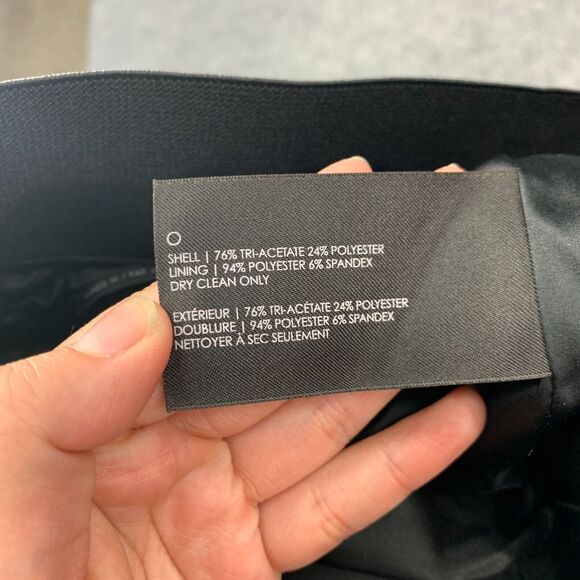 O
SHELL | 76% TRI-ACETATE 24% POLYESTER
LINING | 94% POLYESTER 6% SPANDEX
DRY CLEAN ONLY
EXTÉRIEUR | 76% TRI-ACÉTATE 24% POLYESTER
DOUBLURE | 94% POLYESTER 6% SPANDEX
NETTOYER À SEC SEULEMENT